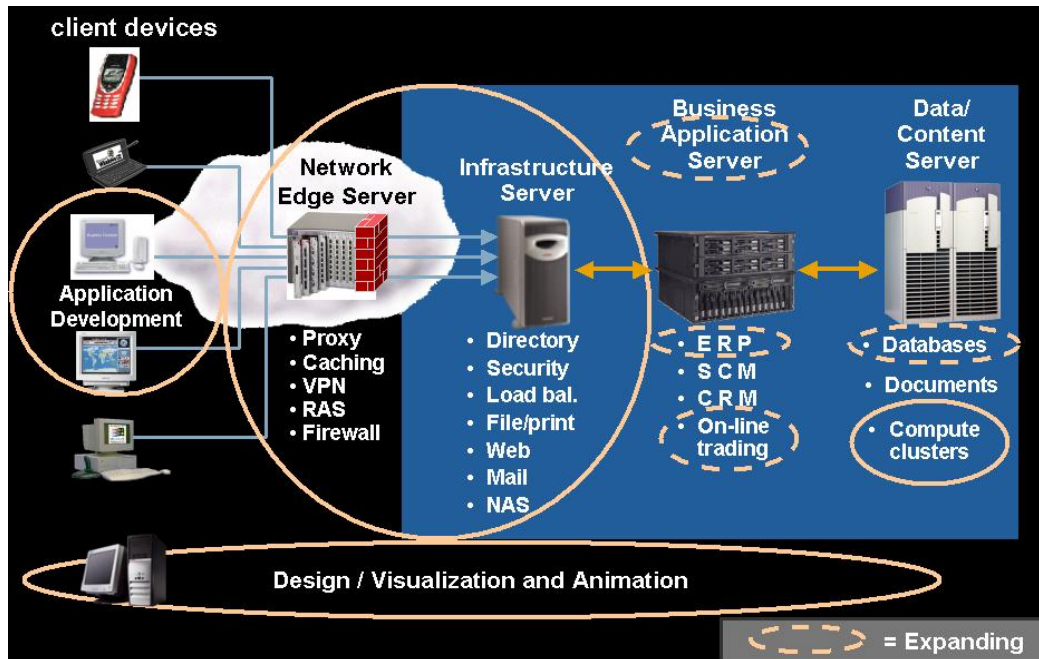 client devices
Application
Development
Network
Edge Server
• Proxy
• Caching
• VPN
• RAS
• Firewall
Infrastructure
Server
• Directory
• Security
• Load bal.
• File/print
• Web
• Mail
• NAS
Business
Application
Server
• E R P
• S C M
• C R M
• On-line
trading
Data/
Content
Server
• Databases
• Documents
• Compute
clusters
Design / Visualization and Animation
= Expanding